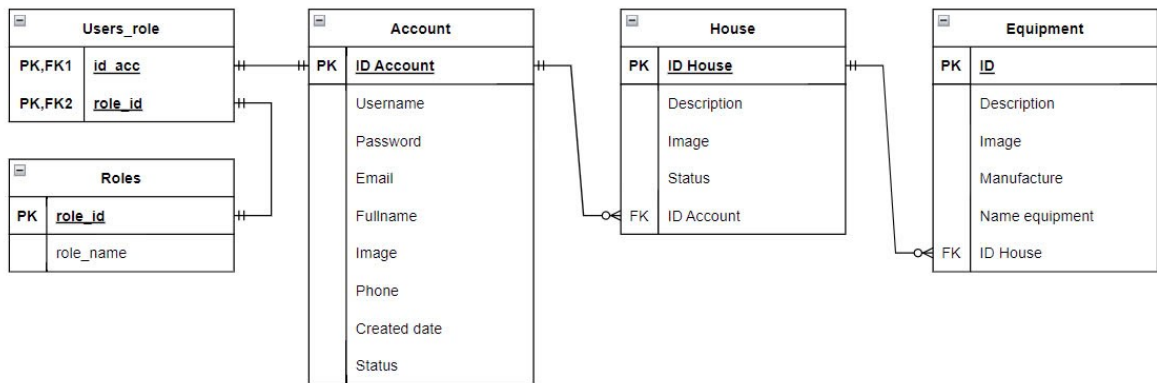 Users_role
PK,FK1 id_acc
PK,FK2 role_id
Roles
PK role_id
role_name
Account
PK ID Account
Username
Password
Email
Fullname
Image
Phone
Created date
Status
House
PK ID House
Description
Image
Status
FK ID Account
Equipment
PK ID
Description
Image
Manufacture
Name equipment
FK ID House